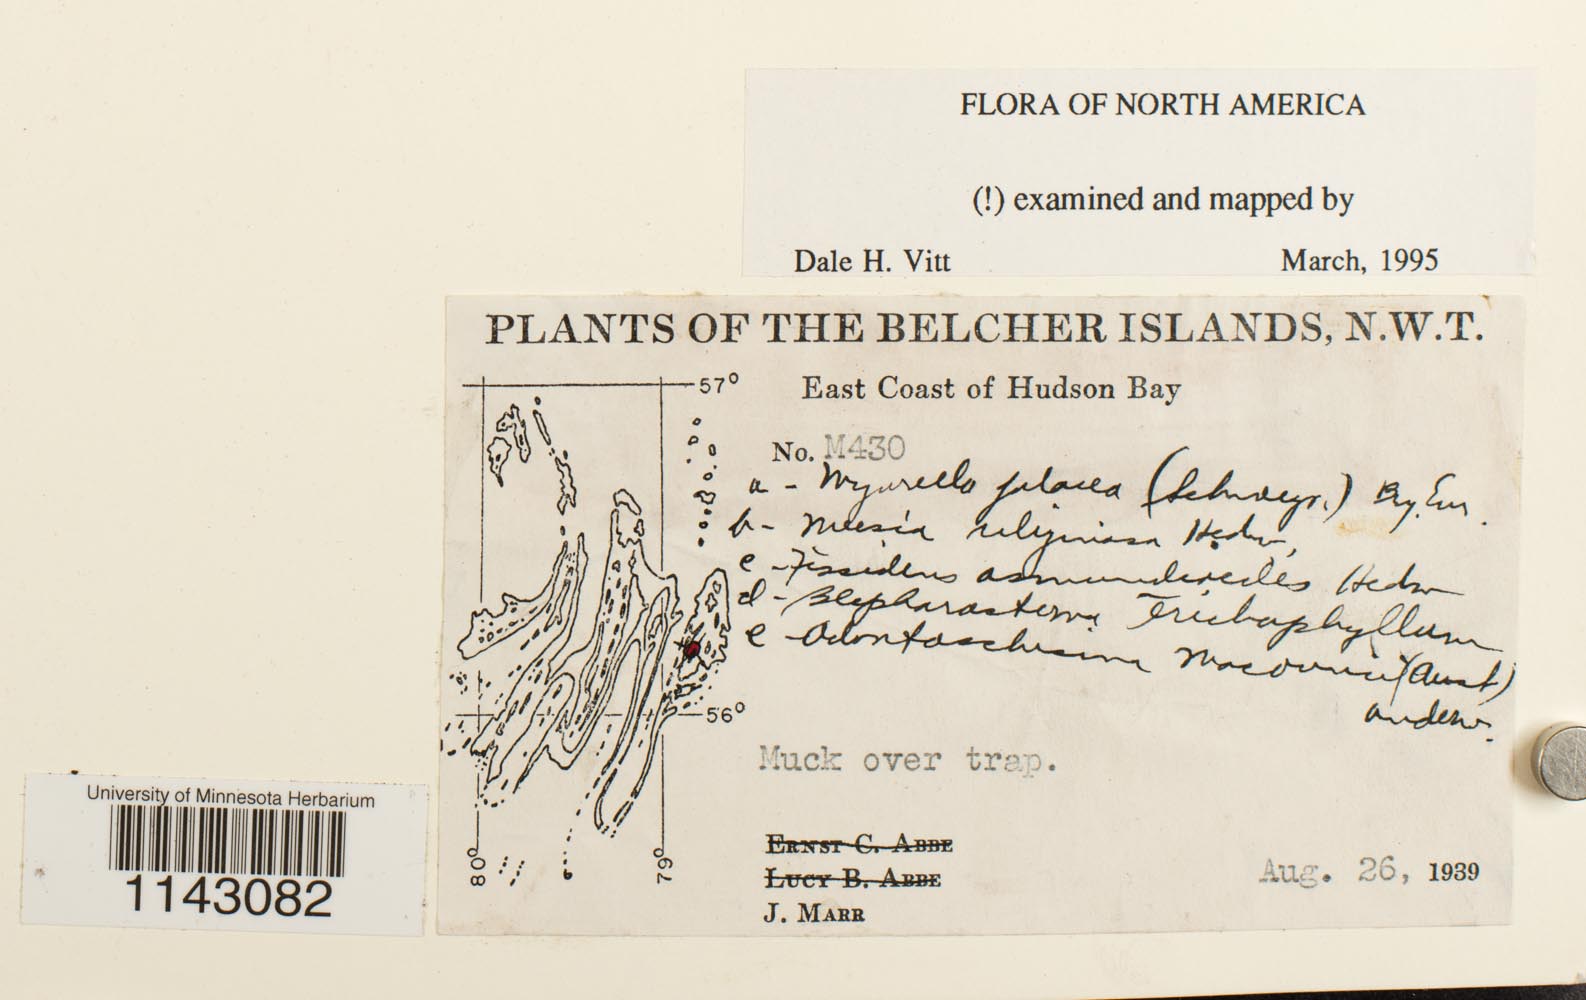 FLORA OF NORTH AMERICA
(!) examined and mapped by
Dale H. Vitt March, 1995
PLANTS OF THE BELCHER ISLANDS, N.W.T.
East Coast of Hudson Bay
57°
No. M430
a - Myurella julacea (Schwaegr.) Bry. Eur.
b - Meesia uliginosa Hedw.
c - Fissidens osmundioides Hedw
d - Blepharostoma Trichophyllum
e - Odontoschisma Macounii (Aust)
Underw.
56°
Muck over trap.
80°
79°
ERNST C. ABBE
LUCY B. ABBE
J. MARR
Aug. 26, 1939
University of Minnesota Herbarium
1143082